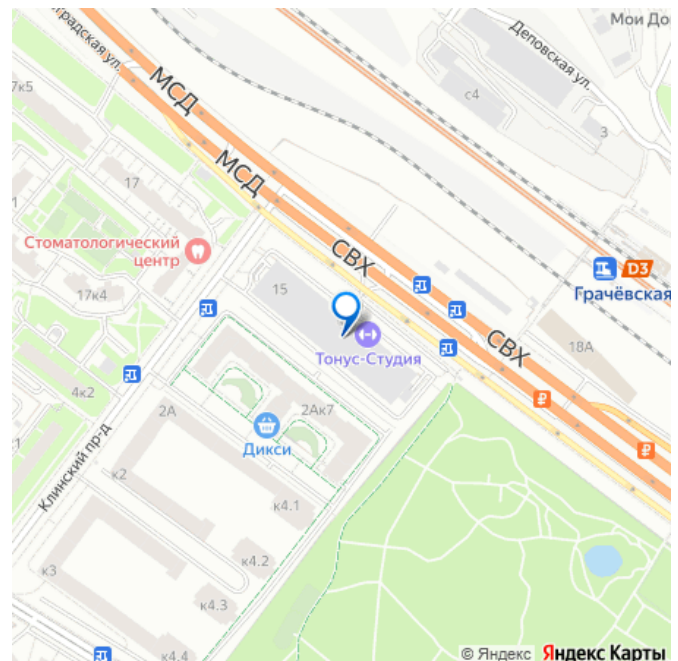 Мои До
Деповская ул.
градская ул.
МСД
с4
7к5
3
МСД
17
1
Стоматологический
центр
СВХ
D3
Грачёвская
17к4
15
СВХ
18А
Тонус-Студия
4к2
2А
2Ак7
Дикси
.1
Клинский пр-д
к2
к4.1
к4.2
к3
к4.3
к4.4
© Яндекс Яндекс Карты